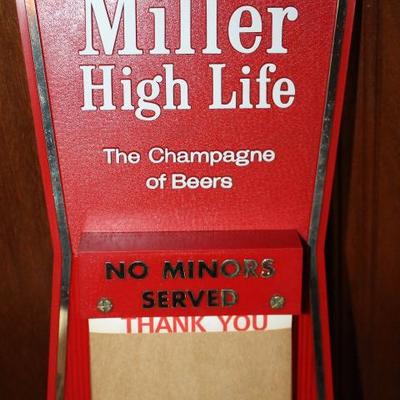 Miller
High Life
The Champagne
of Beers
NO MINORS
SERVED
THANK YOU